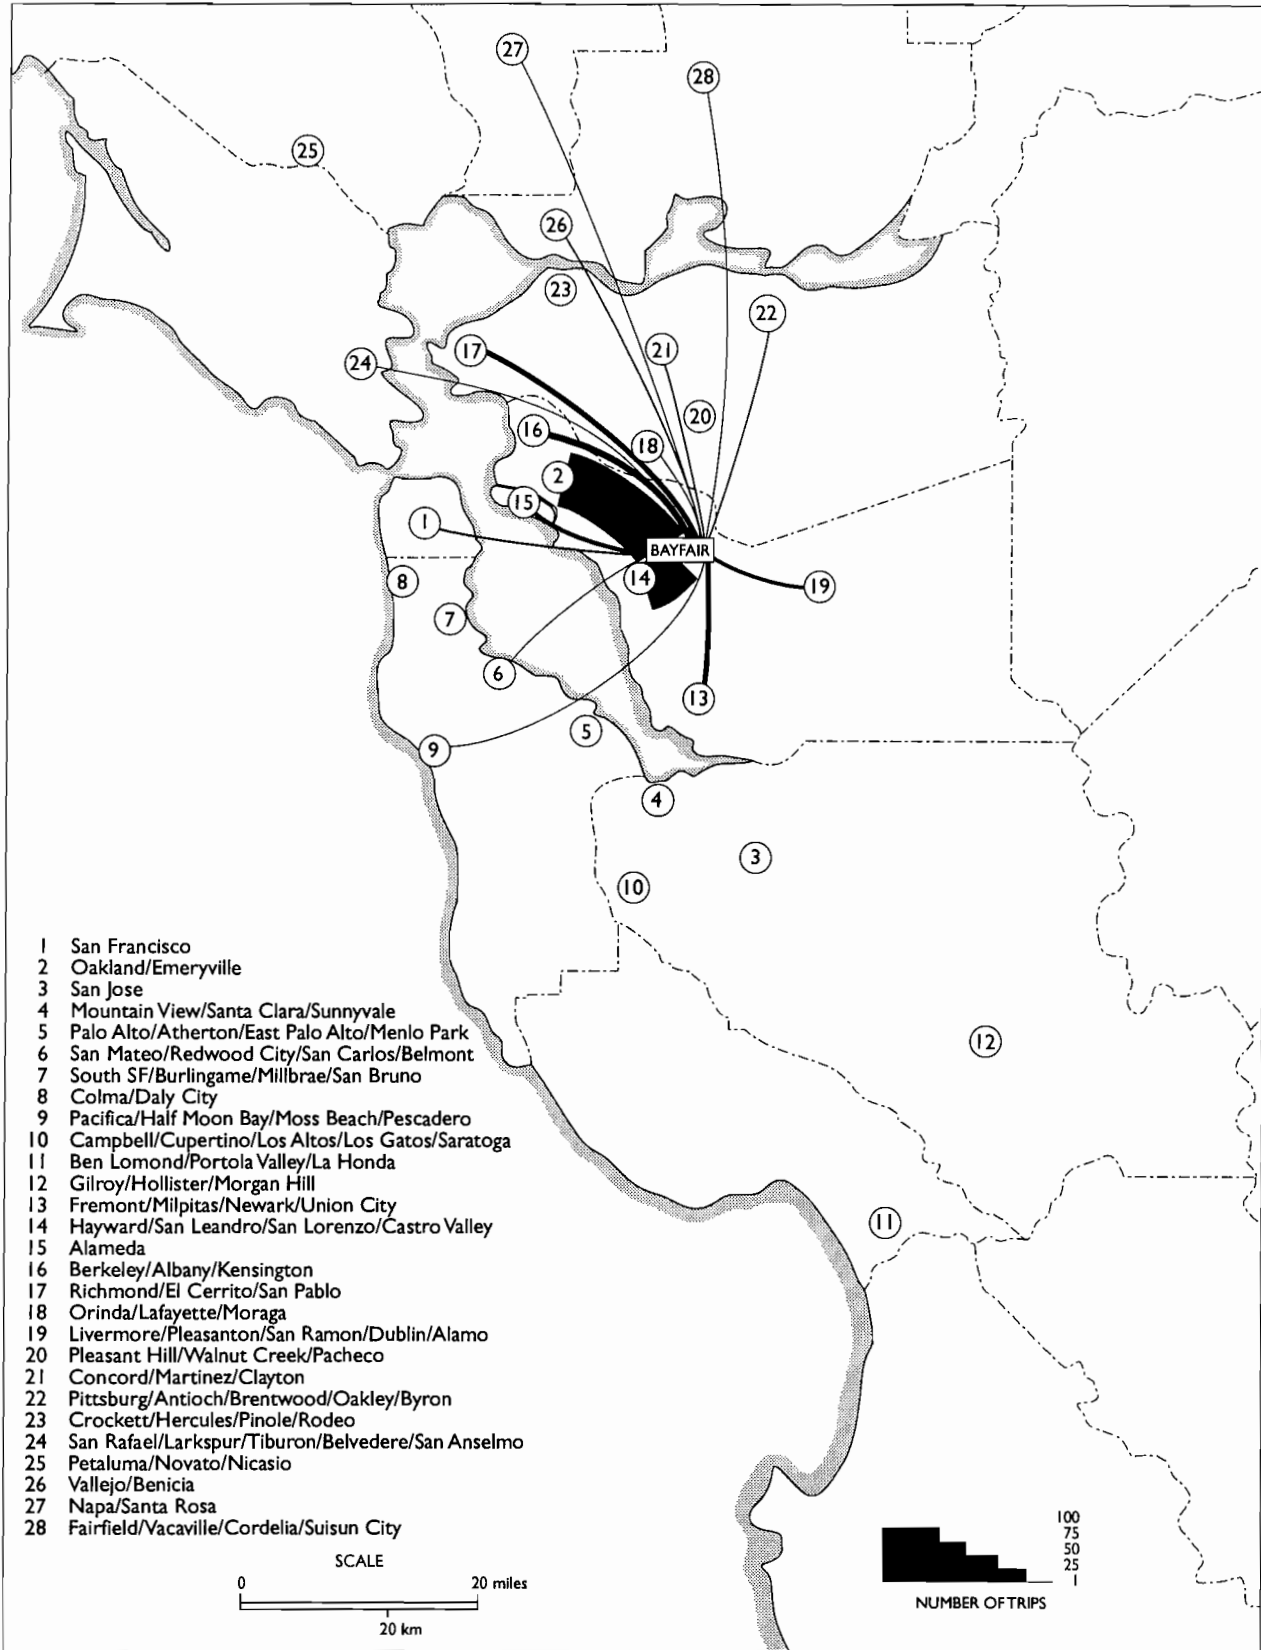 27
28
25
26
23
22
24
17
21
20
16
18
2
15
1
BAYFAIR
8
14
19
7
6
13
5
9
4
3
10
12
11
1 San Francisco
2 Oakland/Emeryville
3 San Jose
4 Mountain View/Santa Clara/Sunnyvale
5 Palo Alto/Atherton/East Palo Alto/Menlo Park
6 San Mateo/Redwood City/San Carlos/Belmont
7 South SF/Burlingame/Millbrae/San Bruno
8 Colma/Daly City
9 Pacifica/Half Moon Bay/Moss Beach/Pescadero
10 Campbell/Cupertino/Los Altos/Los Gatos/Saratoga
11 Ben Lomond/Portola Valley/La Honda
12 Gilroy/Hollister/Morgan Hill
13 Fremont/Milpitas/Newark/Union City
14 Hayward/San Leandro/San Lorenzo/Castro Valley
15 Alameda
16 Berkeley/Albany/Kensington
17 Richmond/El Cerrito/San Pablo
18 Orinda/Lafayette/Moraga
19 Livermore/Pleasanton/San Ramon/Dublin/Alamo
20 Pleasant Hill/Walnut Creek/Pacheco
21 Concord/Martinez/Clayton
22 Pittsburg/Antioch/Brentwood/Oakley/Byron
23 Crockett/Hercules/Pinole/Rodeo
24 San Rafael/Larkspur/Tiburon/Belvedere/San Anselmo
25 Petaluma/Novato/Nicasio
26 Vallejo/Benicia
27 Napa/Santa Rosa
28 Fairfield/Vacaville/Cordelia/Suisun City
SCALE
0 20 miles
20 km
100
75
50
25
1
NUMBER OF TRIPS